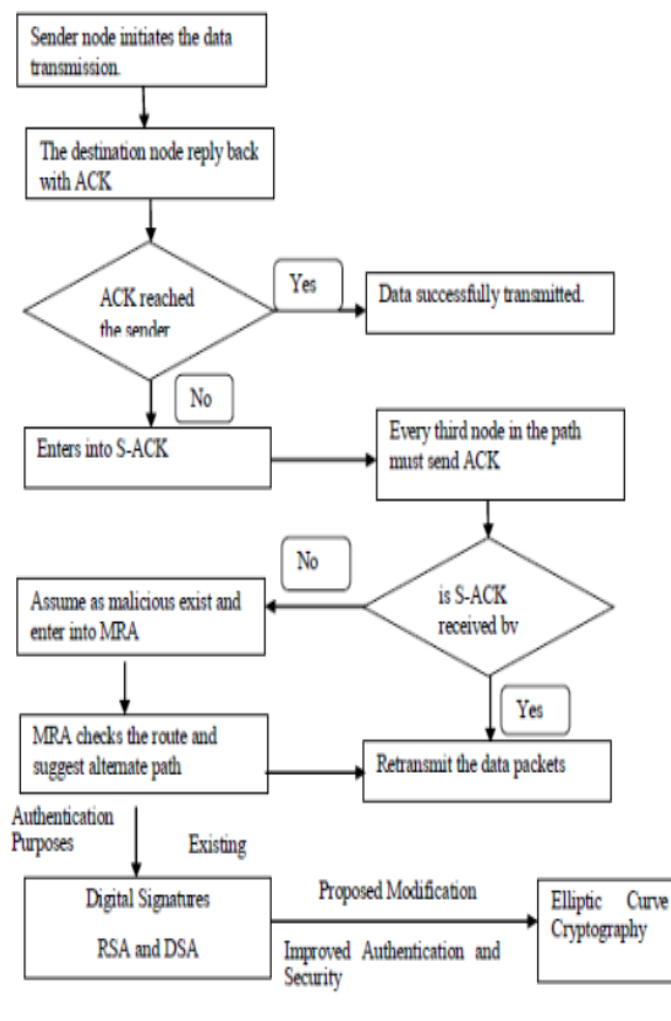 Sender node initiates the data
transmission.
The destination node reply back
with ACK
ACK reached
the sender
Yes
Data successfully transmitted.
No
Enters into S-ACK
Every third node in the path
must send ACK
No
is S-ACK
received by
Assume as malicious exist and
enter into MRA
Yes
MRA checks the route and
suggest alternate path
Retransmit the data packets
Authentication
Purposes
Existing
Digital Signatures
RSA and DSA
Proposed Modification
Improved Authentication and
Security
Elliptic Curve
Cryptography